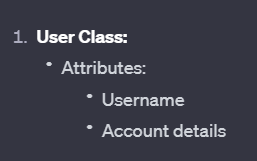 1. User Class:
• Attributes:
• Username
• Account details